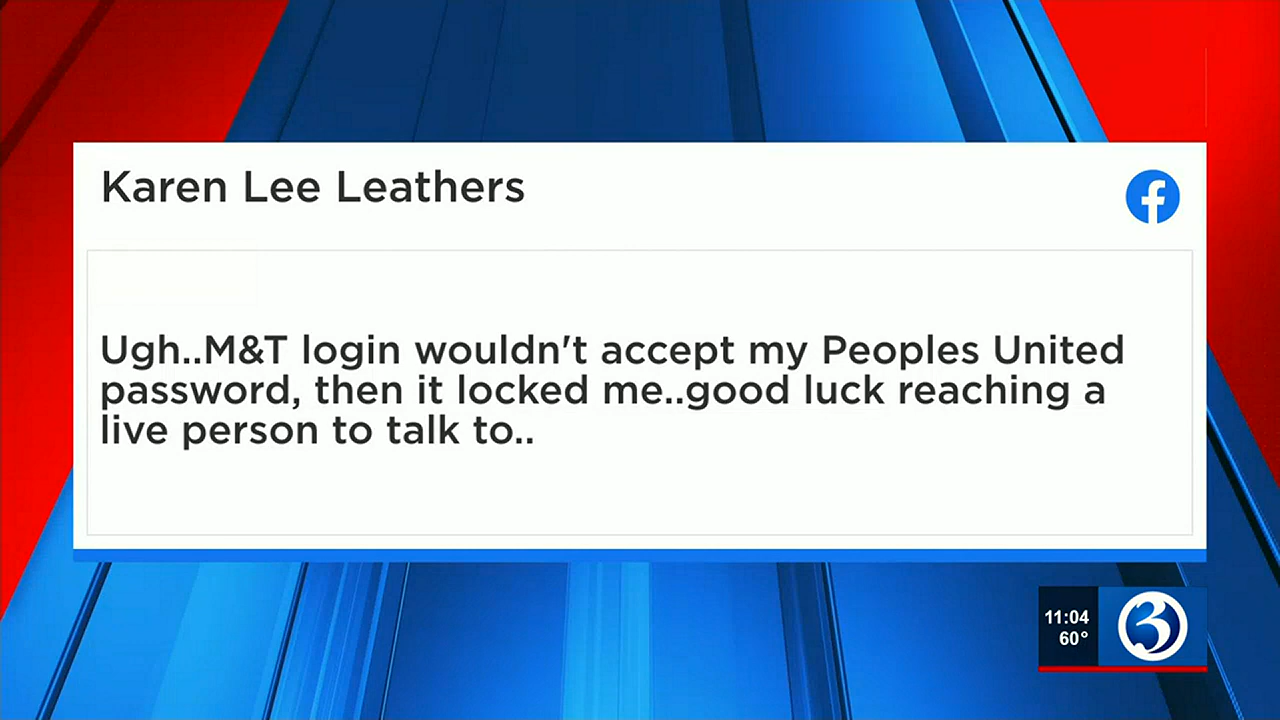 Karen Lee Leathers
Ugh..M&T login wouldn't accept my Peoples United
password, then it locked me..good luck reaching a
live person to talk to..
11:04
60°
3